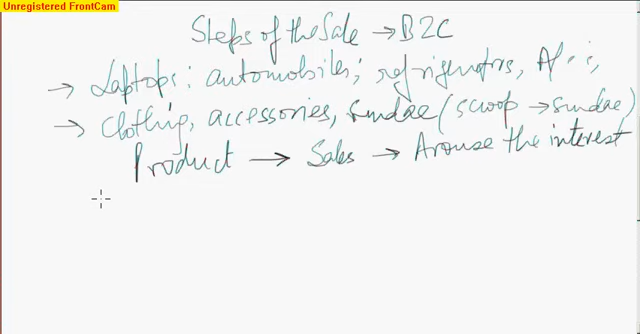 Unregistered FrontCam
Steps of the Sale → B2C
→ Laptops; automobiles; refrigerators, A/c's,
→ Clothing, accessories, sundae (scoop → sundae)
Product → Sales → Arouse the interest